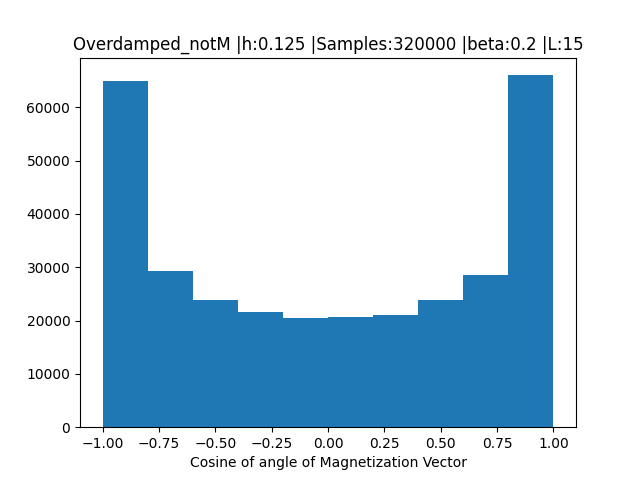 Overdamped_notM |h:0.125 |Samples:320000 |beta:0.2 |L:15
60000
50000
40000
30000
20000
10000
0
−1.00 −0.75 −0.50 −0.25 0.00 0.25 0.50 0.75 1.00
Cosine of angle of Magnetization Vector